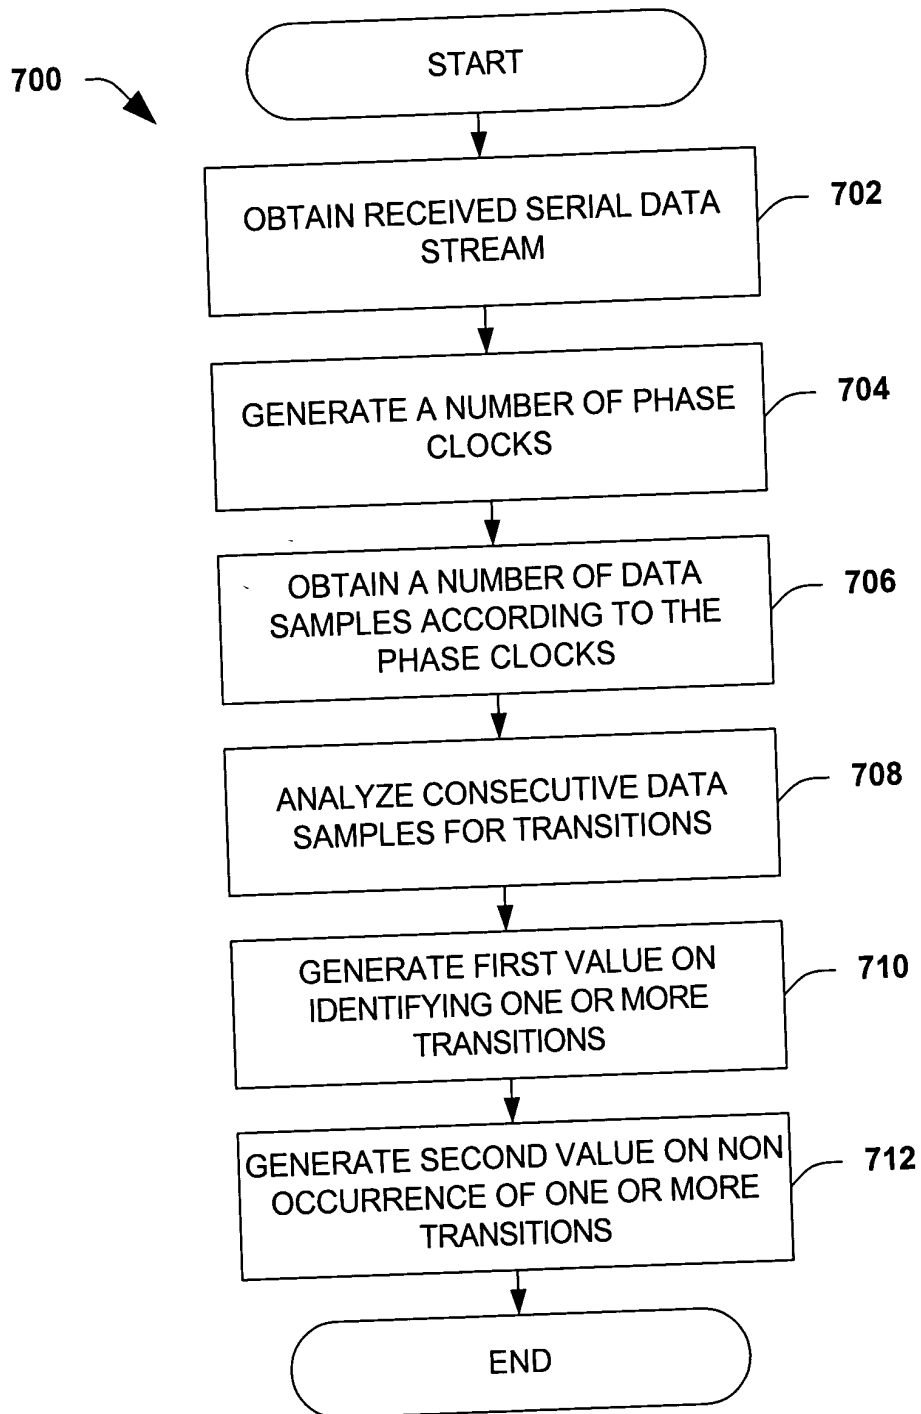 700
START
OBTAIN RECEIVED SERIAL DATA
STREAM
702
GENERATE A NUMBER OF PHASE
CLOCKS
704
OBTAIN A NUMBER OF DATA
SAMPLES ACCORDING TO THE
PHASE CLOCKS
706
ANALYZE CONSECUTIVE DATA
SAMPLES FOR TRANSITIONS
708
GENERATE FIRST VALUE ON
IDENTIFYING ONE OR MORE
TRANSITIONS
710
GENERATE SECOND VALUE ON NON
OCCURRENCE OF ONE OR MORE
TRANSITIONS
712
END